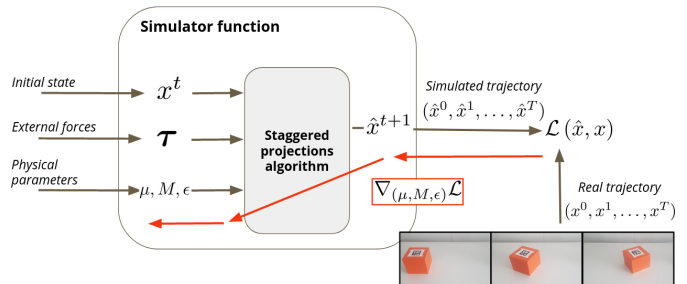 Simulator function
Initial state
x^t
External forces
τ
Physical
parameters
μ, M, ϵ
Staggered
projections
algorithm
x̂^{t+1}
Simulated trajectory
(x̂^0, x̂^1, . . . , x̂^T)
ℒ (x̂, x)
∇_{(μ,M,ϵ)}ℒ
Real trajectory
(x^0, x^1, . . . , x^T)